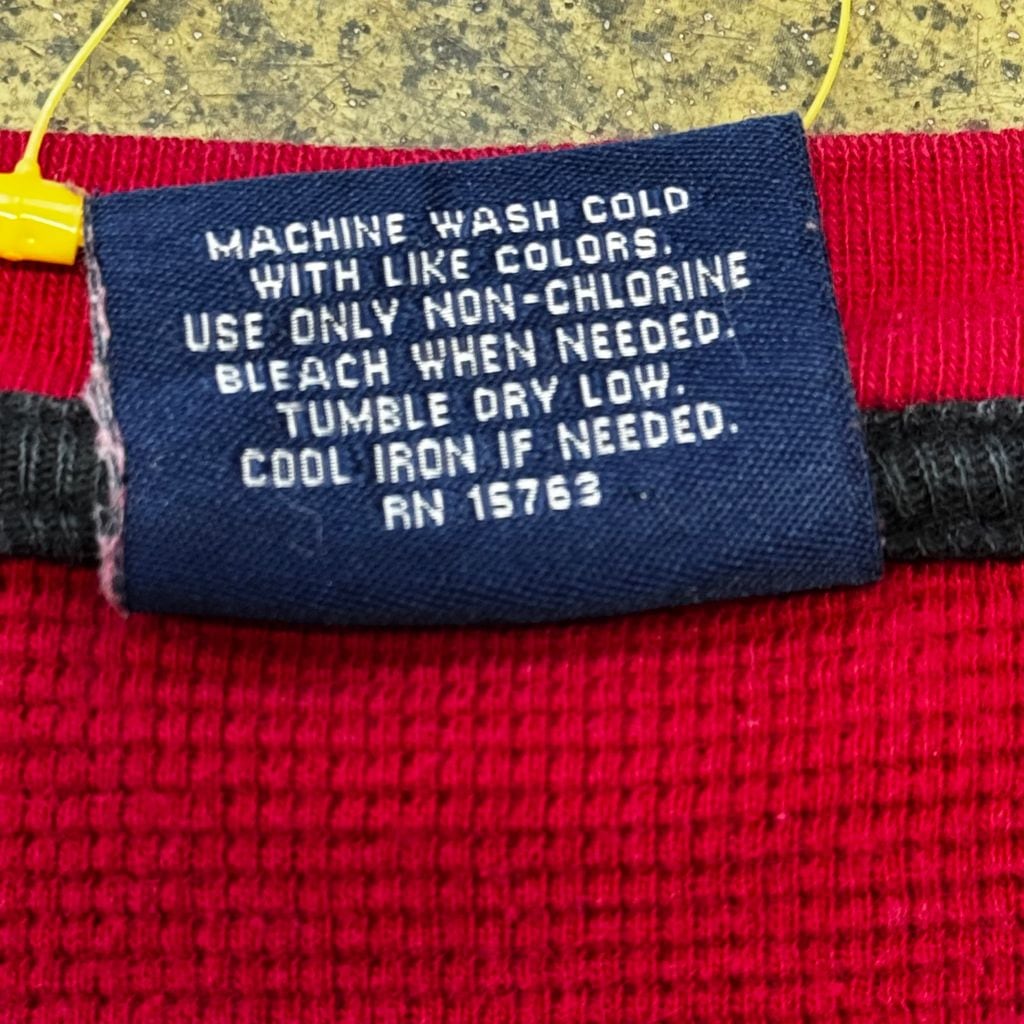 MACHINE WASH COLD
WITH LIKE COLORS.
USE ONLY NON-CHLORINE
BLEACH WHEN NEEDED.
TUMBLE DRY LOW.
COOL IRON IF NEEDED.
RN 15763